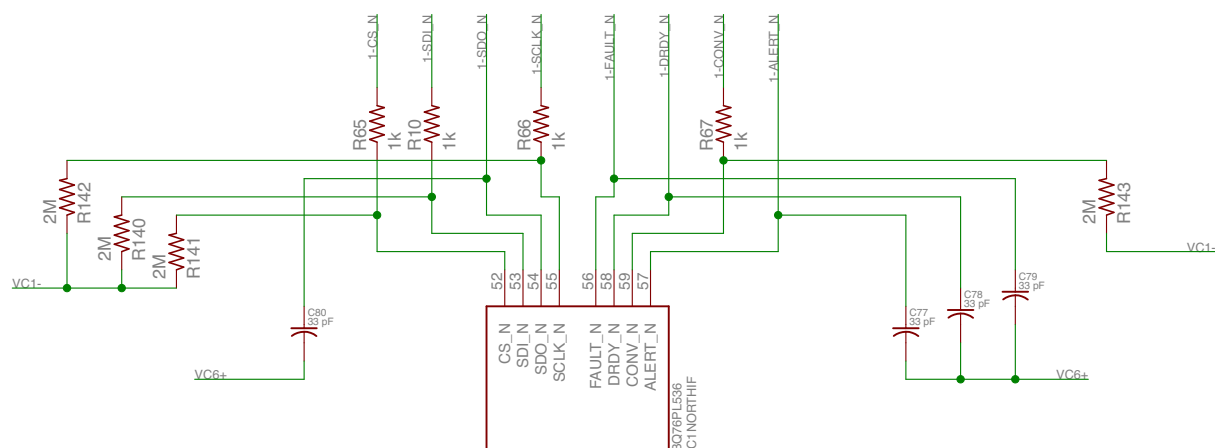 1-CS_N
1-SDI_N
1-SDO_N
1-SCLK_N
1-FAULT_N
1-DRDY_N
1-CONV_N
1-ALERT_N
R65
1k
R10
1k
R66
1k
R67
1k
2M
R142
2M
R140
2M
R141
2M
R143
VC1-
VC1-
52
53
54
55
56
58
59
57
C80
33 pF
C77
33 pF
C78
33 pF
C79
33 pF
CS_N
SDI_N
SDO_N
SCLK_N
FAULT_N
DRDY_N
CONV_N
ALERT_N
VC6+
VC6+
BQ76PL536
C1NORTHIF